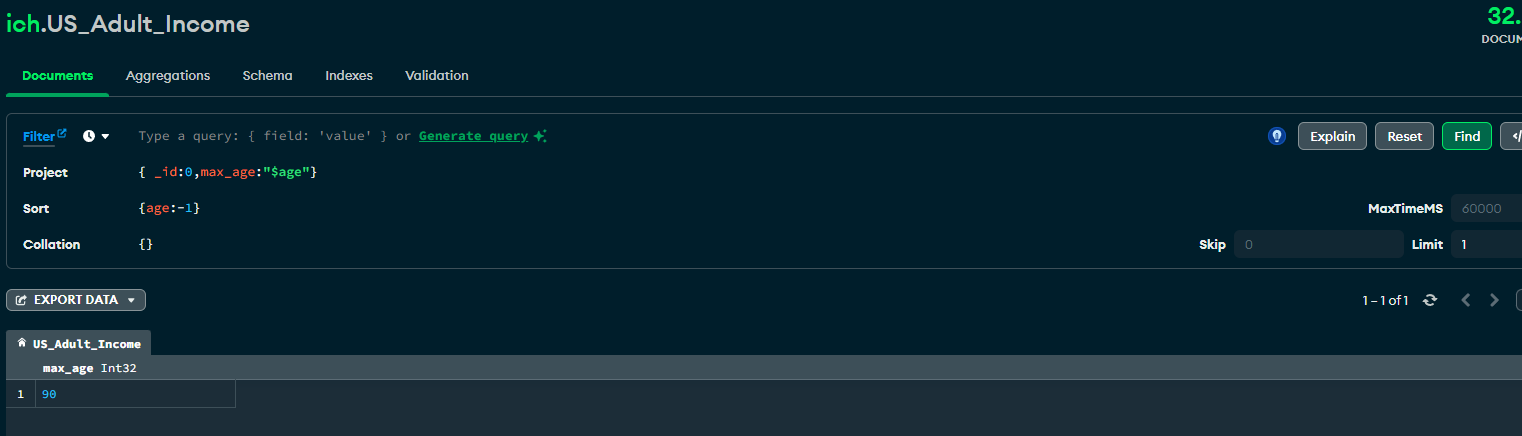 ich.US_Adult_Income
32.
DOCUM
Documents Aggregations Schema Indexes Validation
Filter Type a query: { field: 'value' } or Generate query Explain Reset Find </
Project { _id:0,max_age:"$age"}
Sort {age:-1} MaxTimeMS 60000
Collation {} Skip 0 Limit 1
EXPORT DATA 1 – 1 of 1
US_Adult_Income
max_age Int32
1 90